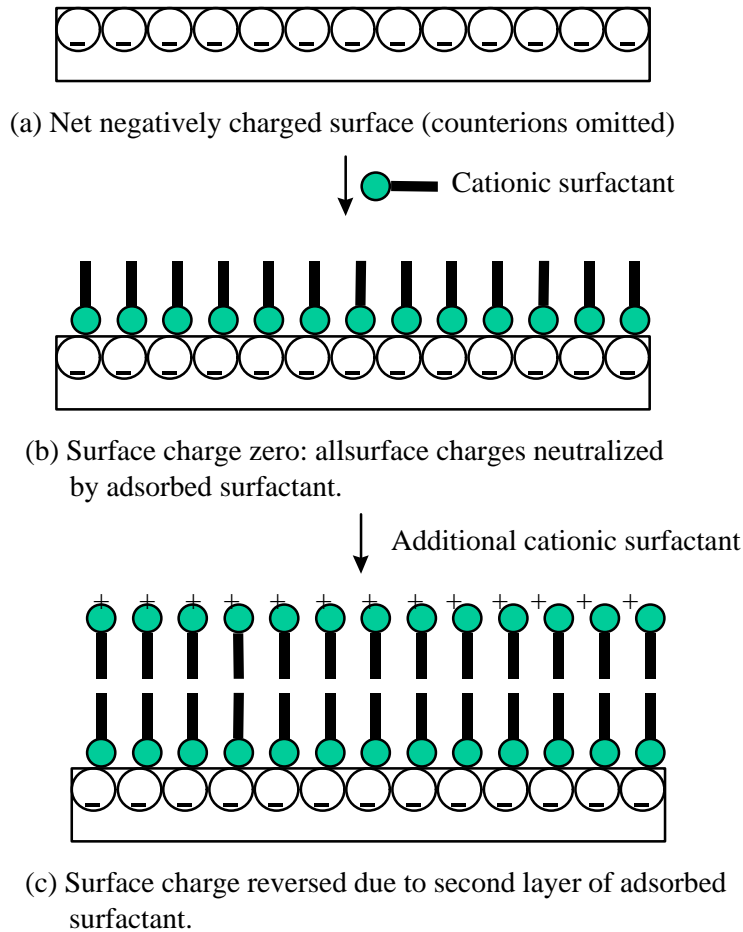 (a) Net negatively charged surface (counterions omitted)
Cationic surfactant
(b) Surface charge zero: allsurface charges neutralized
by adsorbed surfactant.
Additional cationic surfactant
+ + + + + + + + + + + + +
(c) Surface charge reversed due to second layer of adsorbed
surfactant.